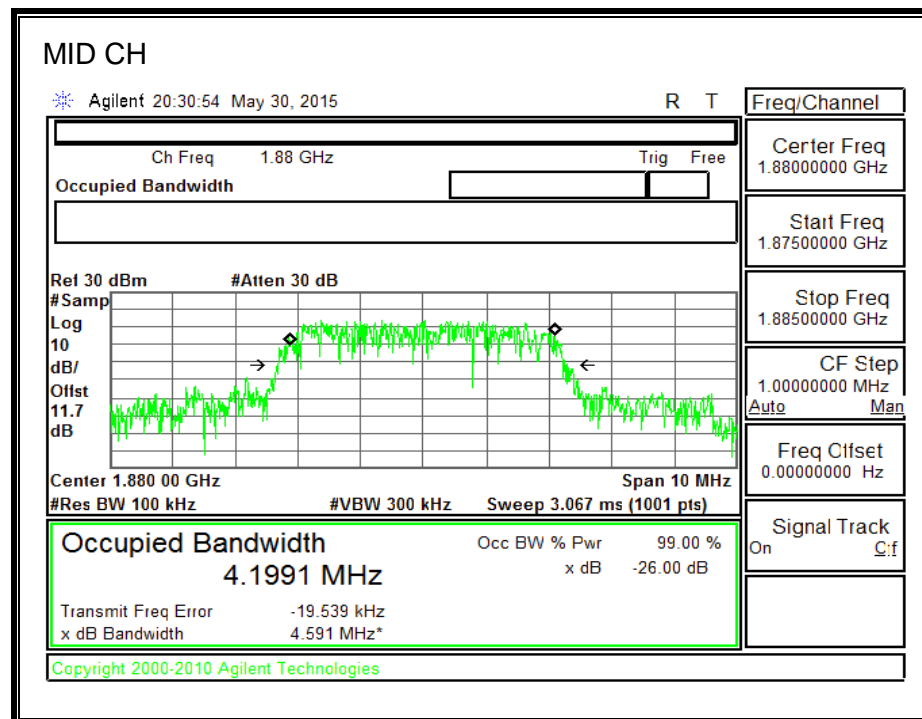 MID CH
Agilent 20:30:54 May 30, 2015 R T
Freq/Channel
Ch Freq 1.88 GHz Trig Free
Occupied Bandwidth
Center Freq
1.88000000 GHz
Start Freq
1.87500000 GHz
Stop Freq
1.88500000 GHz
CF Step
1.00000000 MHz
Auto Man
Freq Offset
0.00000000 Hz
Signal Track
On Off
Ref 30 dBm #Atten 30 dB
#Samp
Log
10
dB/
Offst
11.7
dB
Center 1.880 00 GHz Span 10 MHz
#Res BW 100 kHz #VBW 300 kHz Sweep 3.067 ms (1001 pts)
Occupied Bandwidth Occ BW % Pwr 99.00 %
4.1991 MHz x dB -26.00 dB
Transmit Freq Error -19.539 kHz
x dB Bandwidth 4.591 MHz*
Copyright 2000-2010 Agilent Technologies